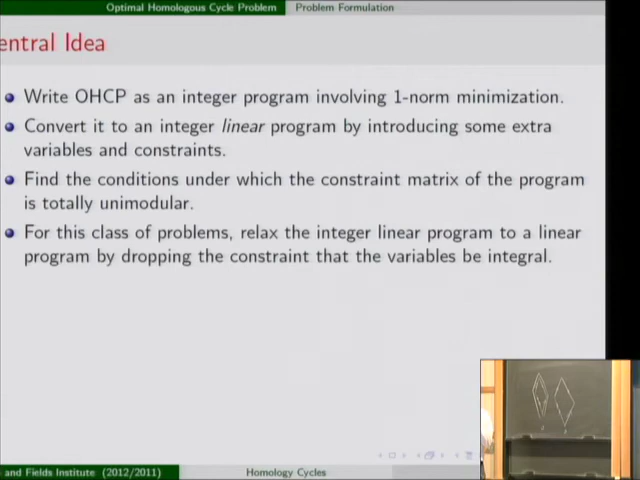 Optimal Homologous Cycle Problem Problem Formulation
entral Idea
Write OHCP as an integer program involving 1-norm minimization.
Convert it to an integer linear program by introducing some extra
variables and constraints.
Find the conditions under which the constraint matrix of the program
is totally unimodular.
For this class of problems, relax the integer linear program to a linear
program by dropping the constraint that the variables be integral.
and Fields Institute (2012/2011) Homology Cycles